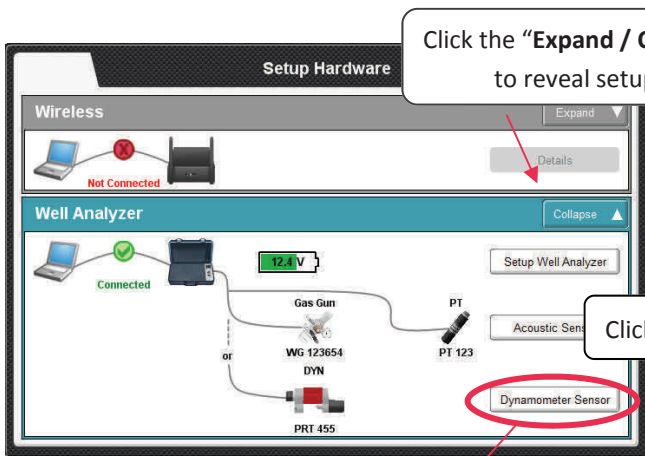 Click the “Expand /
to reveal setup
Setup Hardware
Wireless
Expand
Not Connected
Details
Well Analyzer
Collapse
Connected
12.4 V
Setup Well Analyzer
Gas Gun
PT
Acoustic
Click
or
WG 123654
PT 123
DYN
Dynamometer Sensor
PRT 455